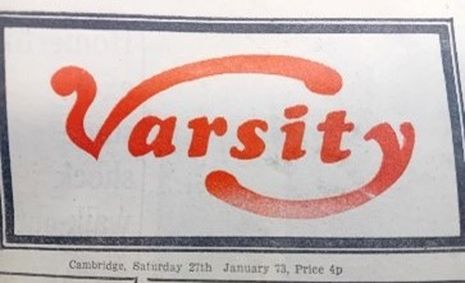 Varsity
Cambridge, Saturday 27th January 73, Price 4p